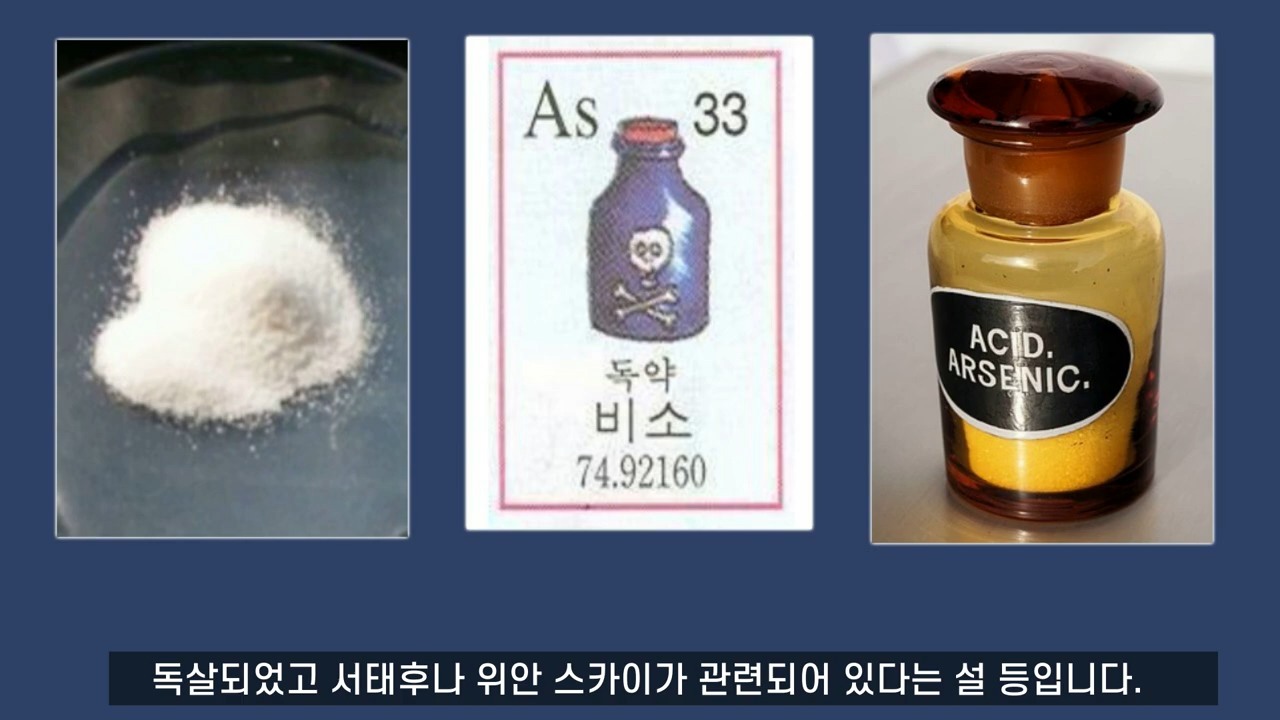 As 33
독약
비소
74.92160
ACID.
ARSENIC.
독살되었고 서태후나 위안 스카이가 관련되어 있다는 설 등입니다.